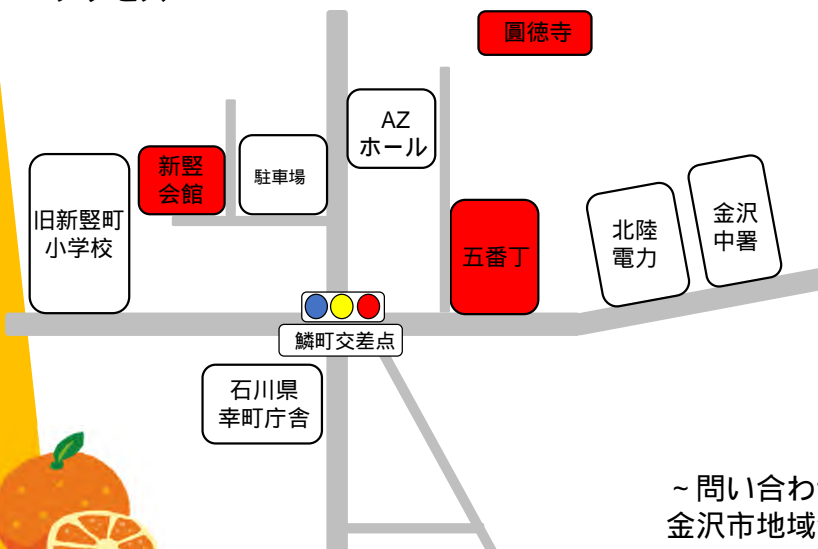 圓徳寺
AZ
ホール
新竪
会館
駐車場
旧新竪町
小学校
五番丁
北陸
電力
金沢
中署
鱗町交差点
石川県
幸町庁舎
~問い合わ
金沢市地域